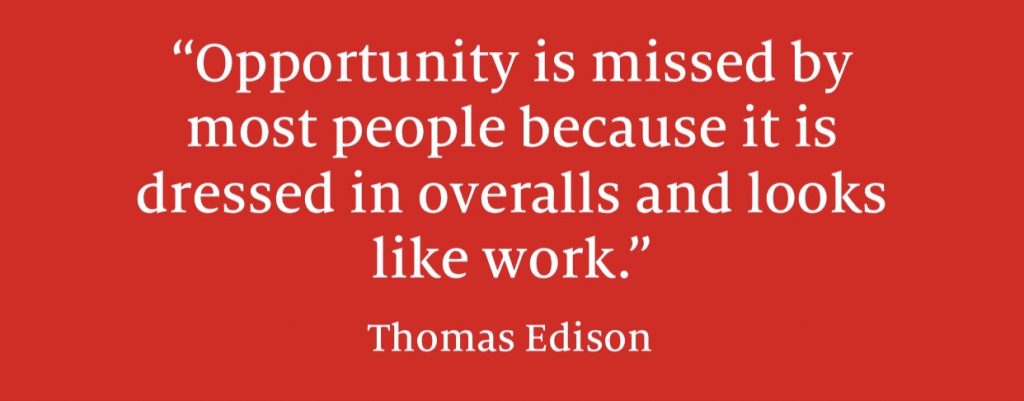 “Opportunity is missed by
most people because it is
dressed in overalls and looks
like work.”
Thomas Edison